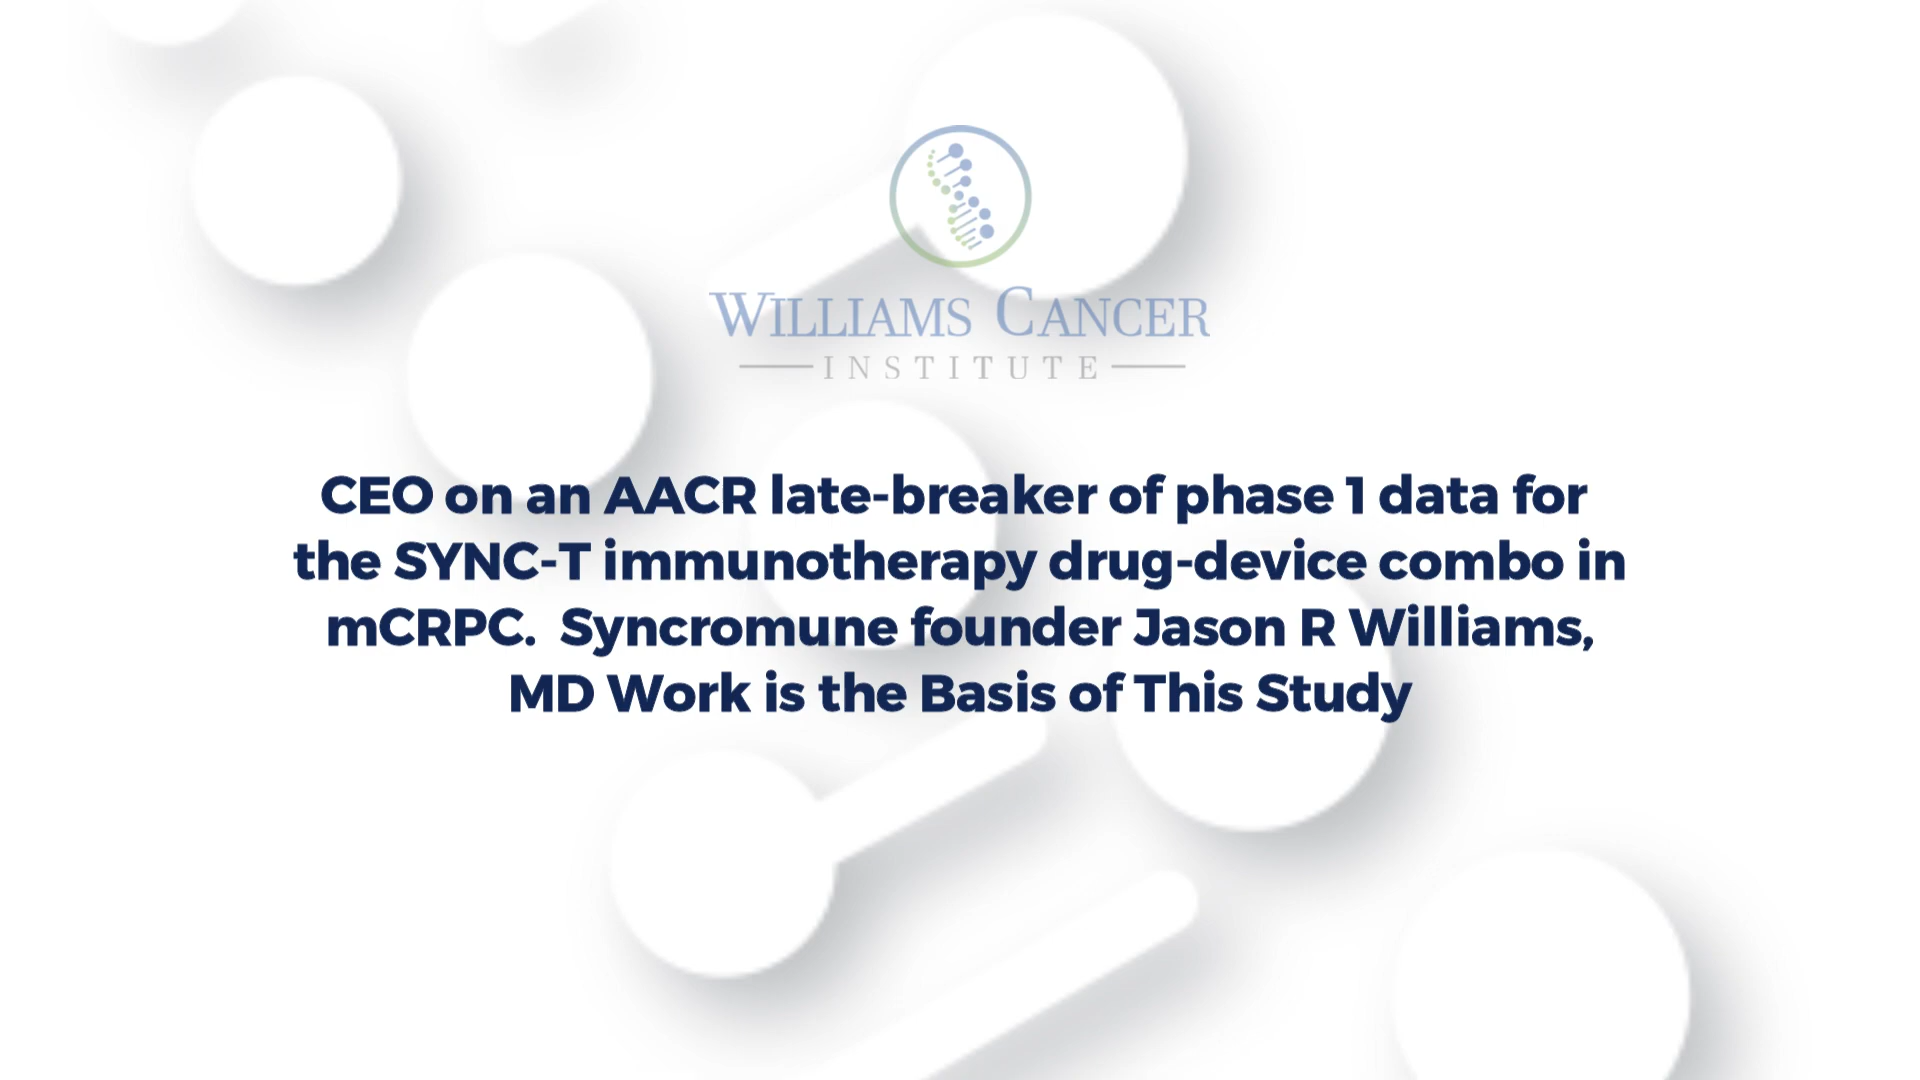 WILLIAMS CANCER
INSTITUTE
CEO on an AACR late-breaker of phase 1 data for
the SYNC-T immunotherapy drug-device combo in
mCRPC.  Syncromune founder Jason R Williams,
MD Work is the Basis of This Study